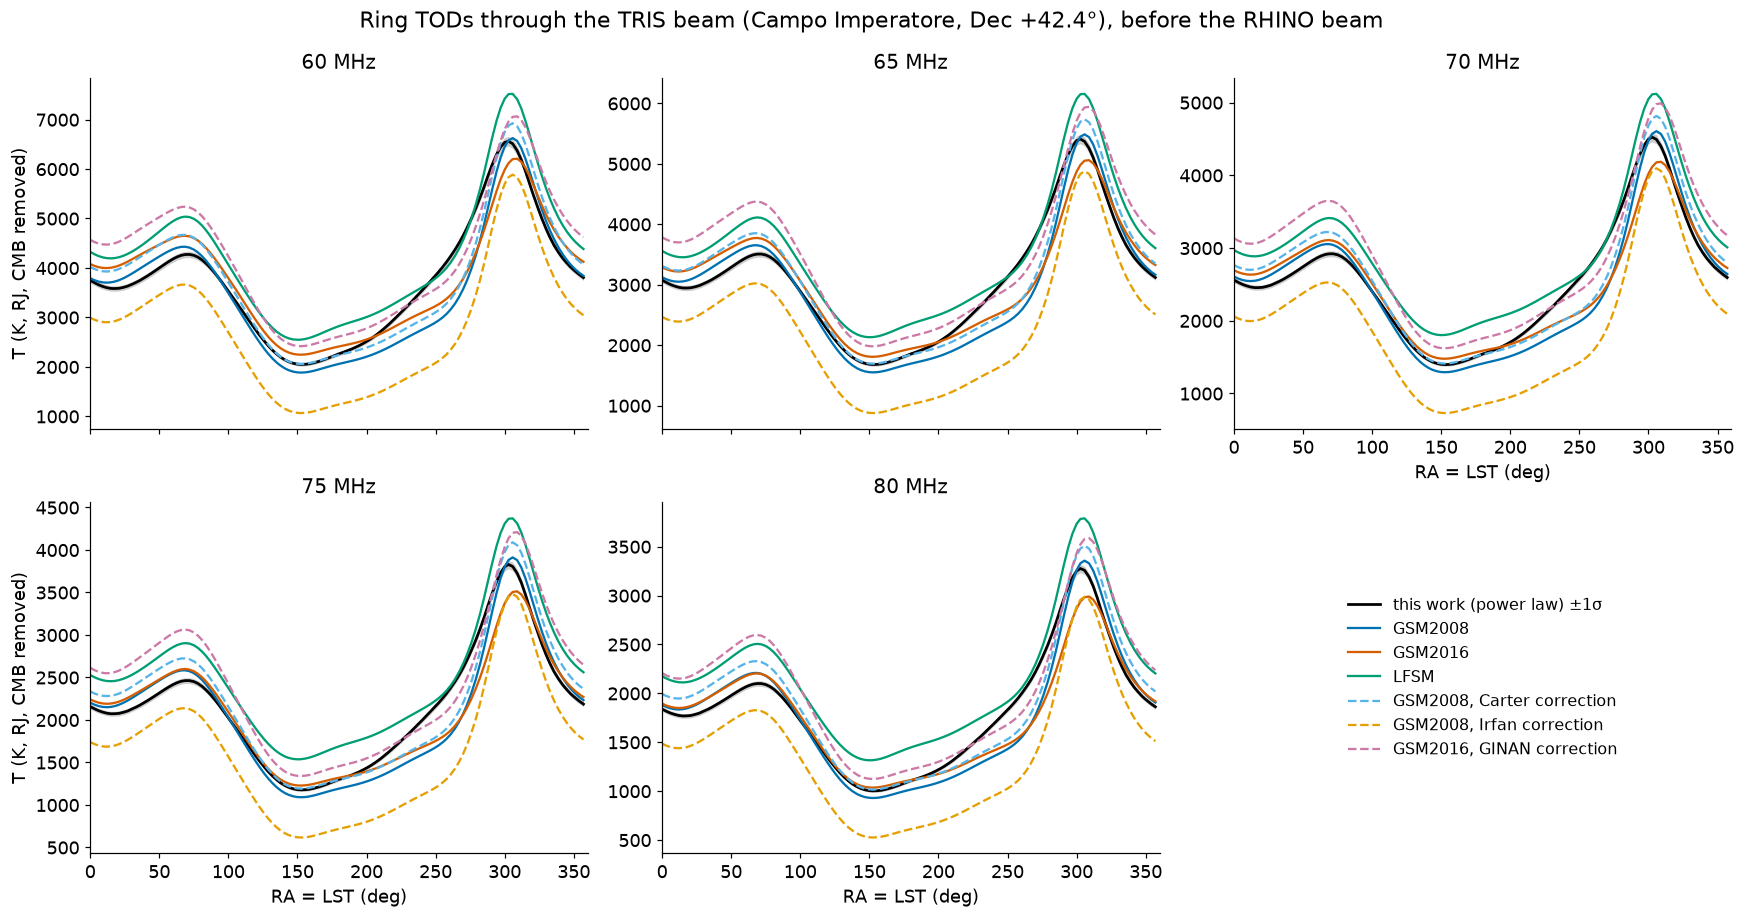 Ring TODs through the TRIS beam (Campo Imperatore, Dec +42.4°), before the RHINO beam
60 MHz
65 MHz
70 MHz
T (K, RJ, CMB removed)
7000
6000
5000
4000
3000
2000
1000
6000
5000
4000
3000
2000
1000
5000
4000
3000
2000
1000
0 50 100 150 200 250 300 350
RA = LST (deg)
75 MHz
80 MHz
T (K, RJ, CMB removed)
4500
4000
3500
3000
2500
2000
1500
1000
500
0 50 100 150 200 250 300 350
RA = LST (deg)
3500
3000
2500
2000
1500
1000
500
0 50 100 150 200 250 300 350
RA = LST (deg)
this work (power law) ±1σ
GSM2008
GSM2016
LFSM
GSM2008, Carter correction
GSM2008, Irfan correction
GSM2016, GINAN correction